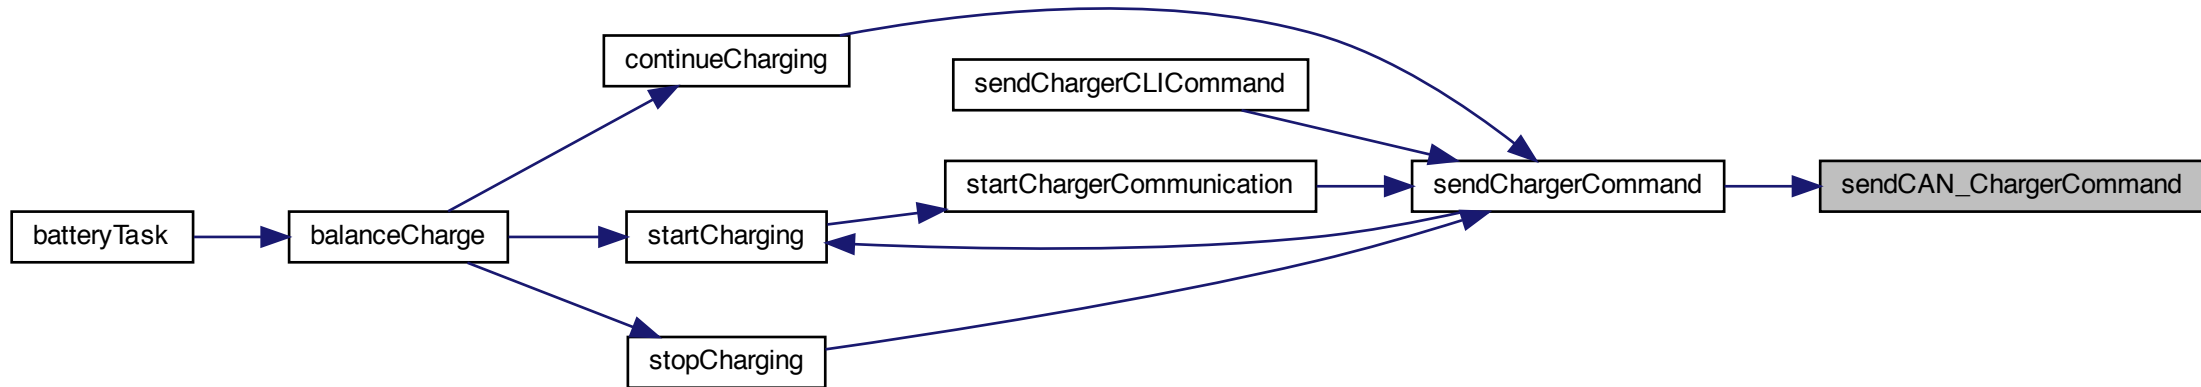 continueCharging
sendChargerCLICommand
startChargerCommunication
sendChargerCommand
sendCAN_ChargerCommand
batteryTask
balanceCharge
startCharging
stopCharging